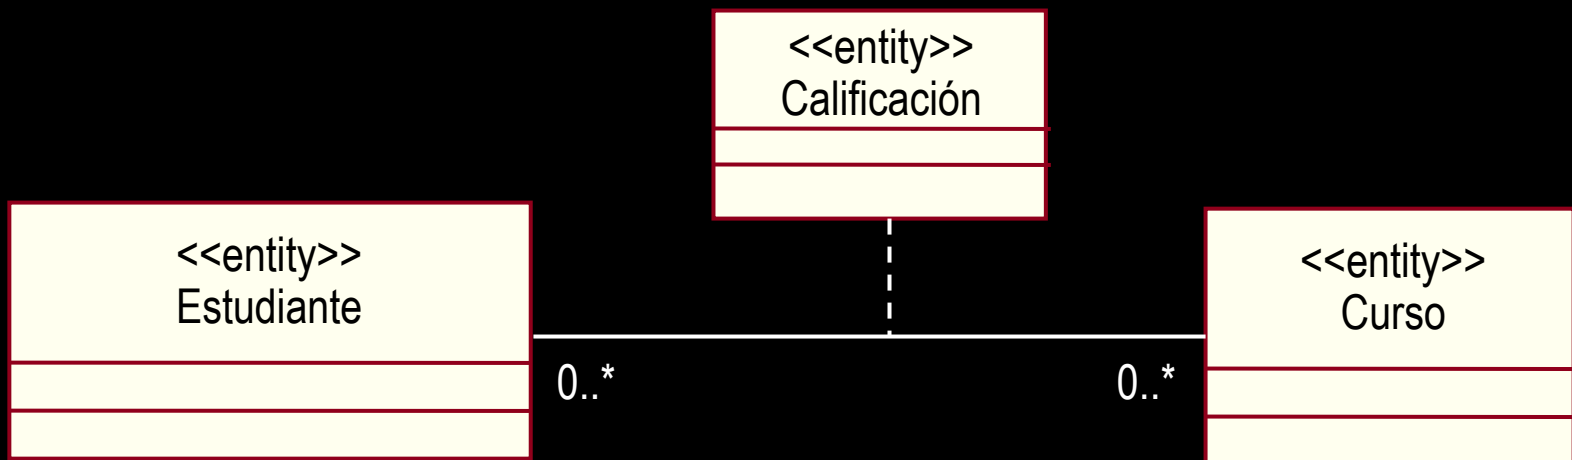 <<entity>>
Calificación
<<entity>>
Estudiante
<<entity>>
Curso
0..*
0..*